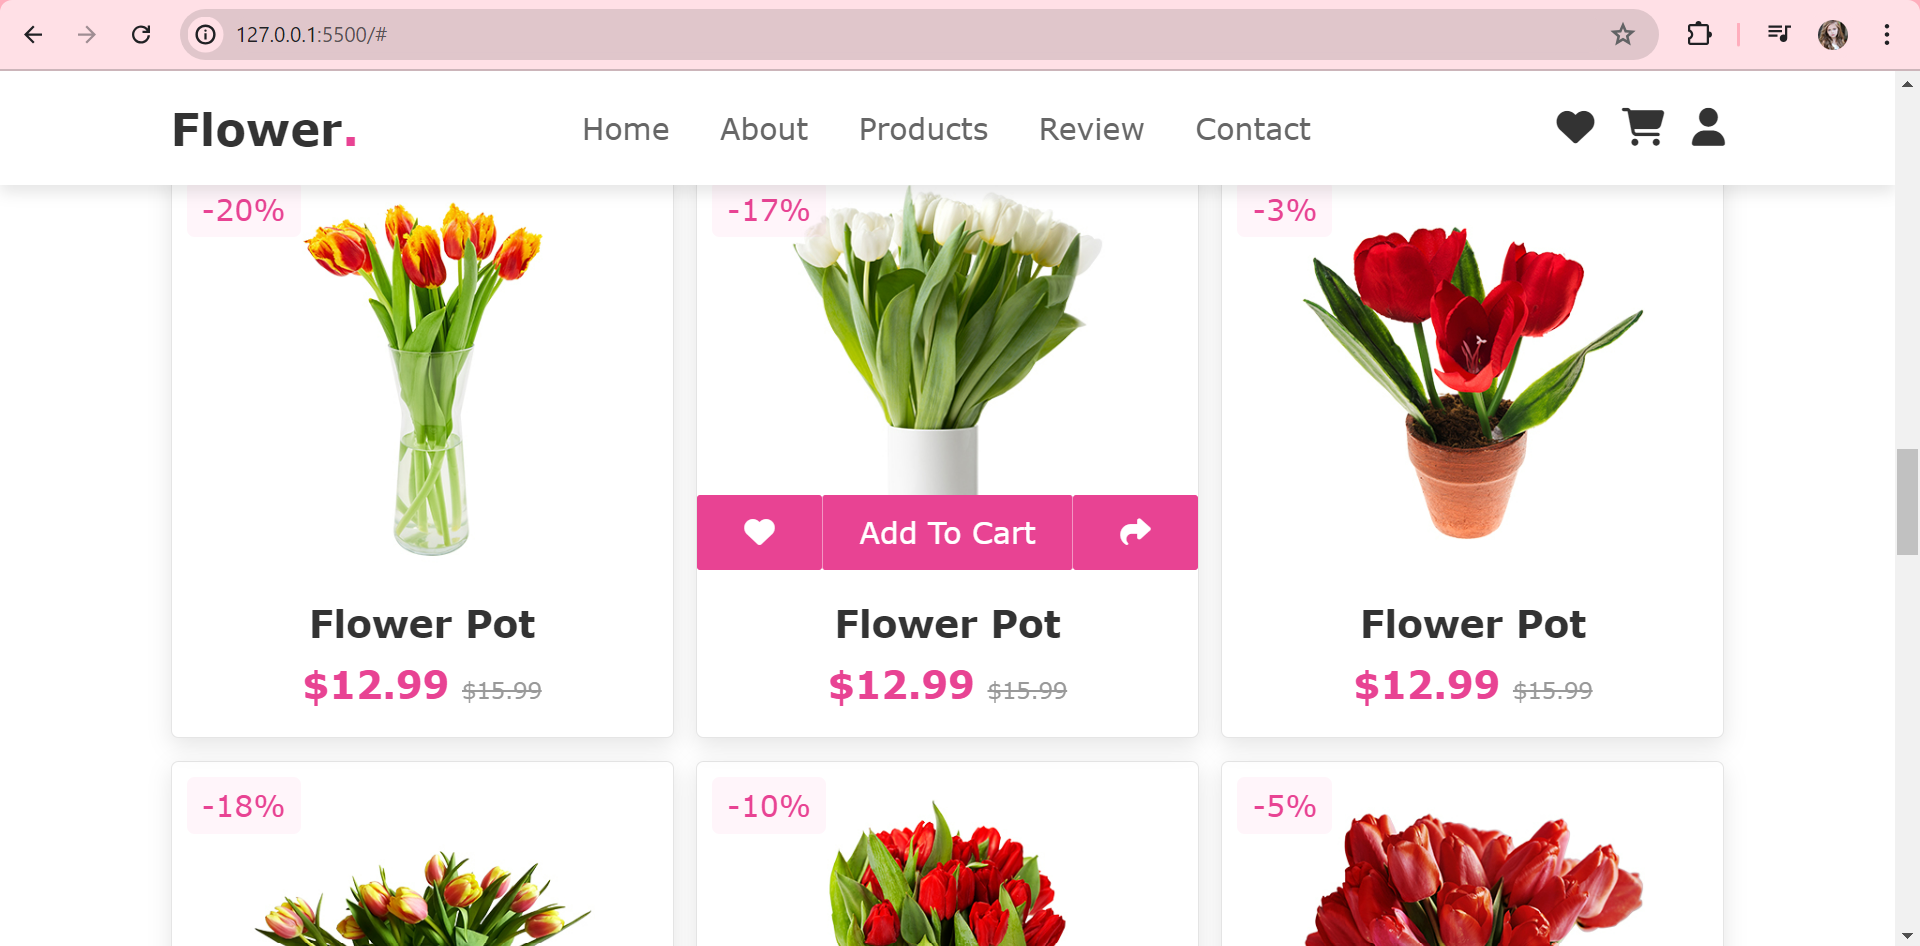 127.0.0.1:5500/#
Flower.
Home About Products Review Contact
-20% -17% -3%
Add To Cart
Flower Pot Flower Pot Flower Pot
$12.99 $15.99 $12.99 $15.99 $12.99 $15.99
-18% -10% -5%